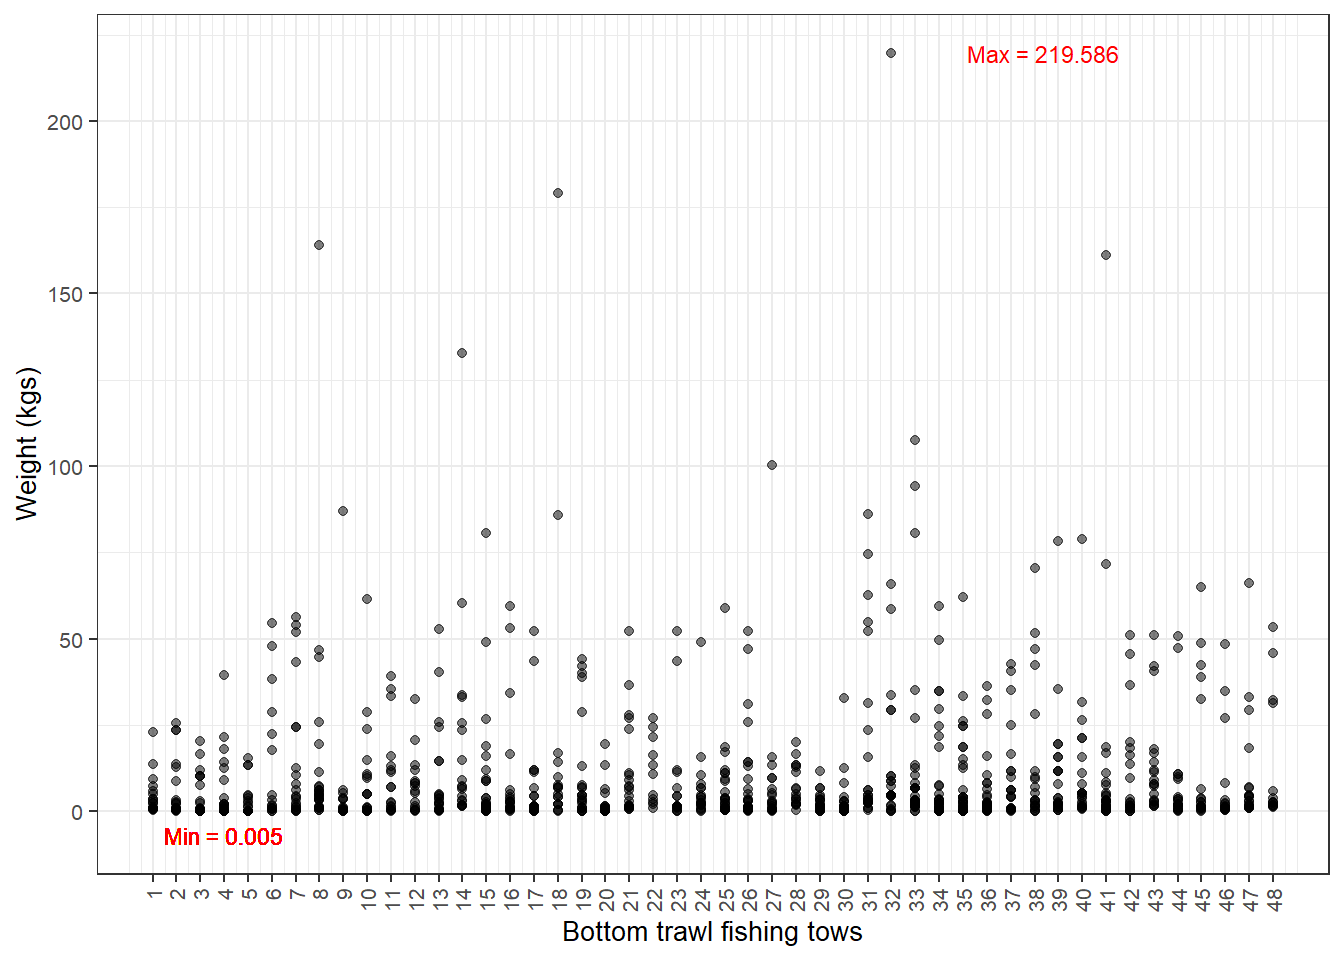 Max = 219.586
200
150
100
50
0
Weight (kgs)
Min = 0.005
1 2 3 4 5 6 7 8 9 10 11 12 13 14 15 16 17 18 19 20 21 22 23 24 25 26 27 28 29 30 31 32 33 34 35 36 37 38 39 40 41 42 43 44 45 46 47 48
Bottom trawl fishing tows